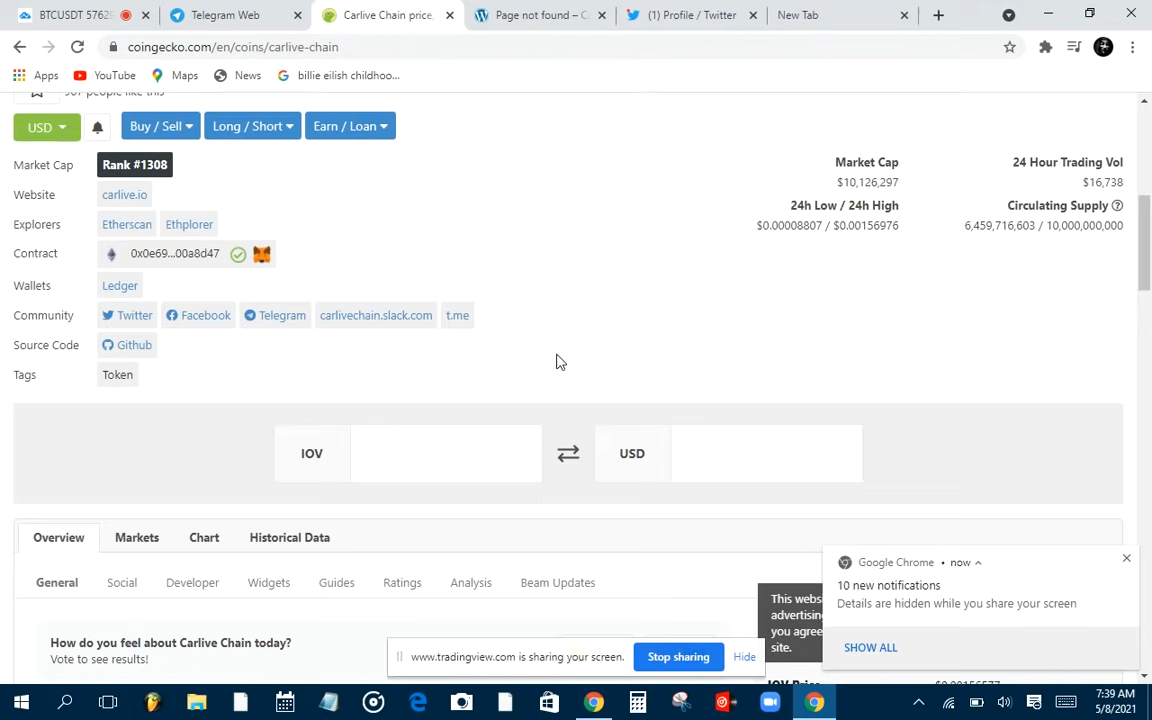 BTCUSDT 5762
Telegram Web
Carlive Chain price,
Page not found – C
(1) Profile / Twitter
New Tab
coingecko.com/en/coins/carlive-chain
Apps
YouTube
Maps
News
billie eilish childhoo...
people like this
USD
Buy / Sell
Long / Short
Earn / Loan
Market Cap
Rank #1308
Market Cap
24 Hour Trading Vol
$10,126,297
$16,738
Website
carlive.io
24h Low / 24h High
Circulating Supply
$0.00008807 / $0.00156976
6,459,716,603 / 10,000,000,000
Explorers
Etherscan
Ethplorer
Contract
0x0e69...00a8d47
Wallets
Ledger
Community
Twitter
Facebook
Telegram
carlivechain.slack.com
t.me
Source Code
Github
Tags
Token
IOV
USD
Overview
Markets
Chart
Historical Data
General
Social
Developer
Widgets
Guides
Ratings
Analysis
Beam Updates
How do you feel about Carlive Chain today?
Vote to see results!
This webs
advertising
you agree
site.
Google Chrome • now
10 new notifications
Details are hidden while you share your screen
SHOW ALL
www.tradingview.com is sharing your screen.
Stop sharing
Hide
7:39 AM
5/8/2021